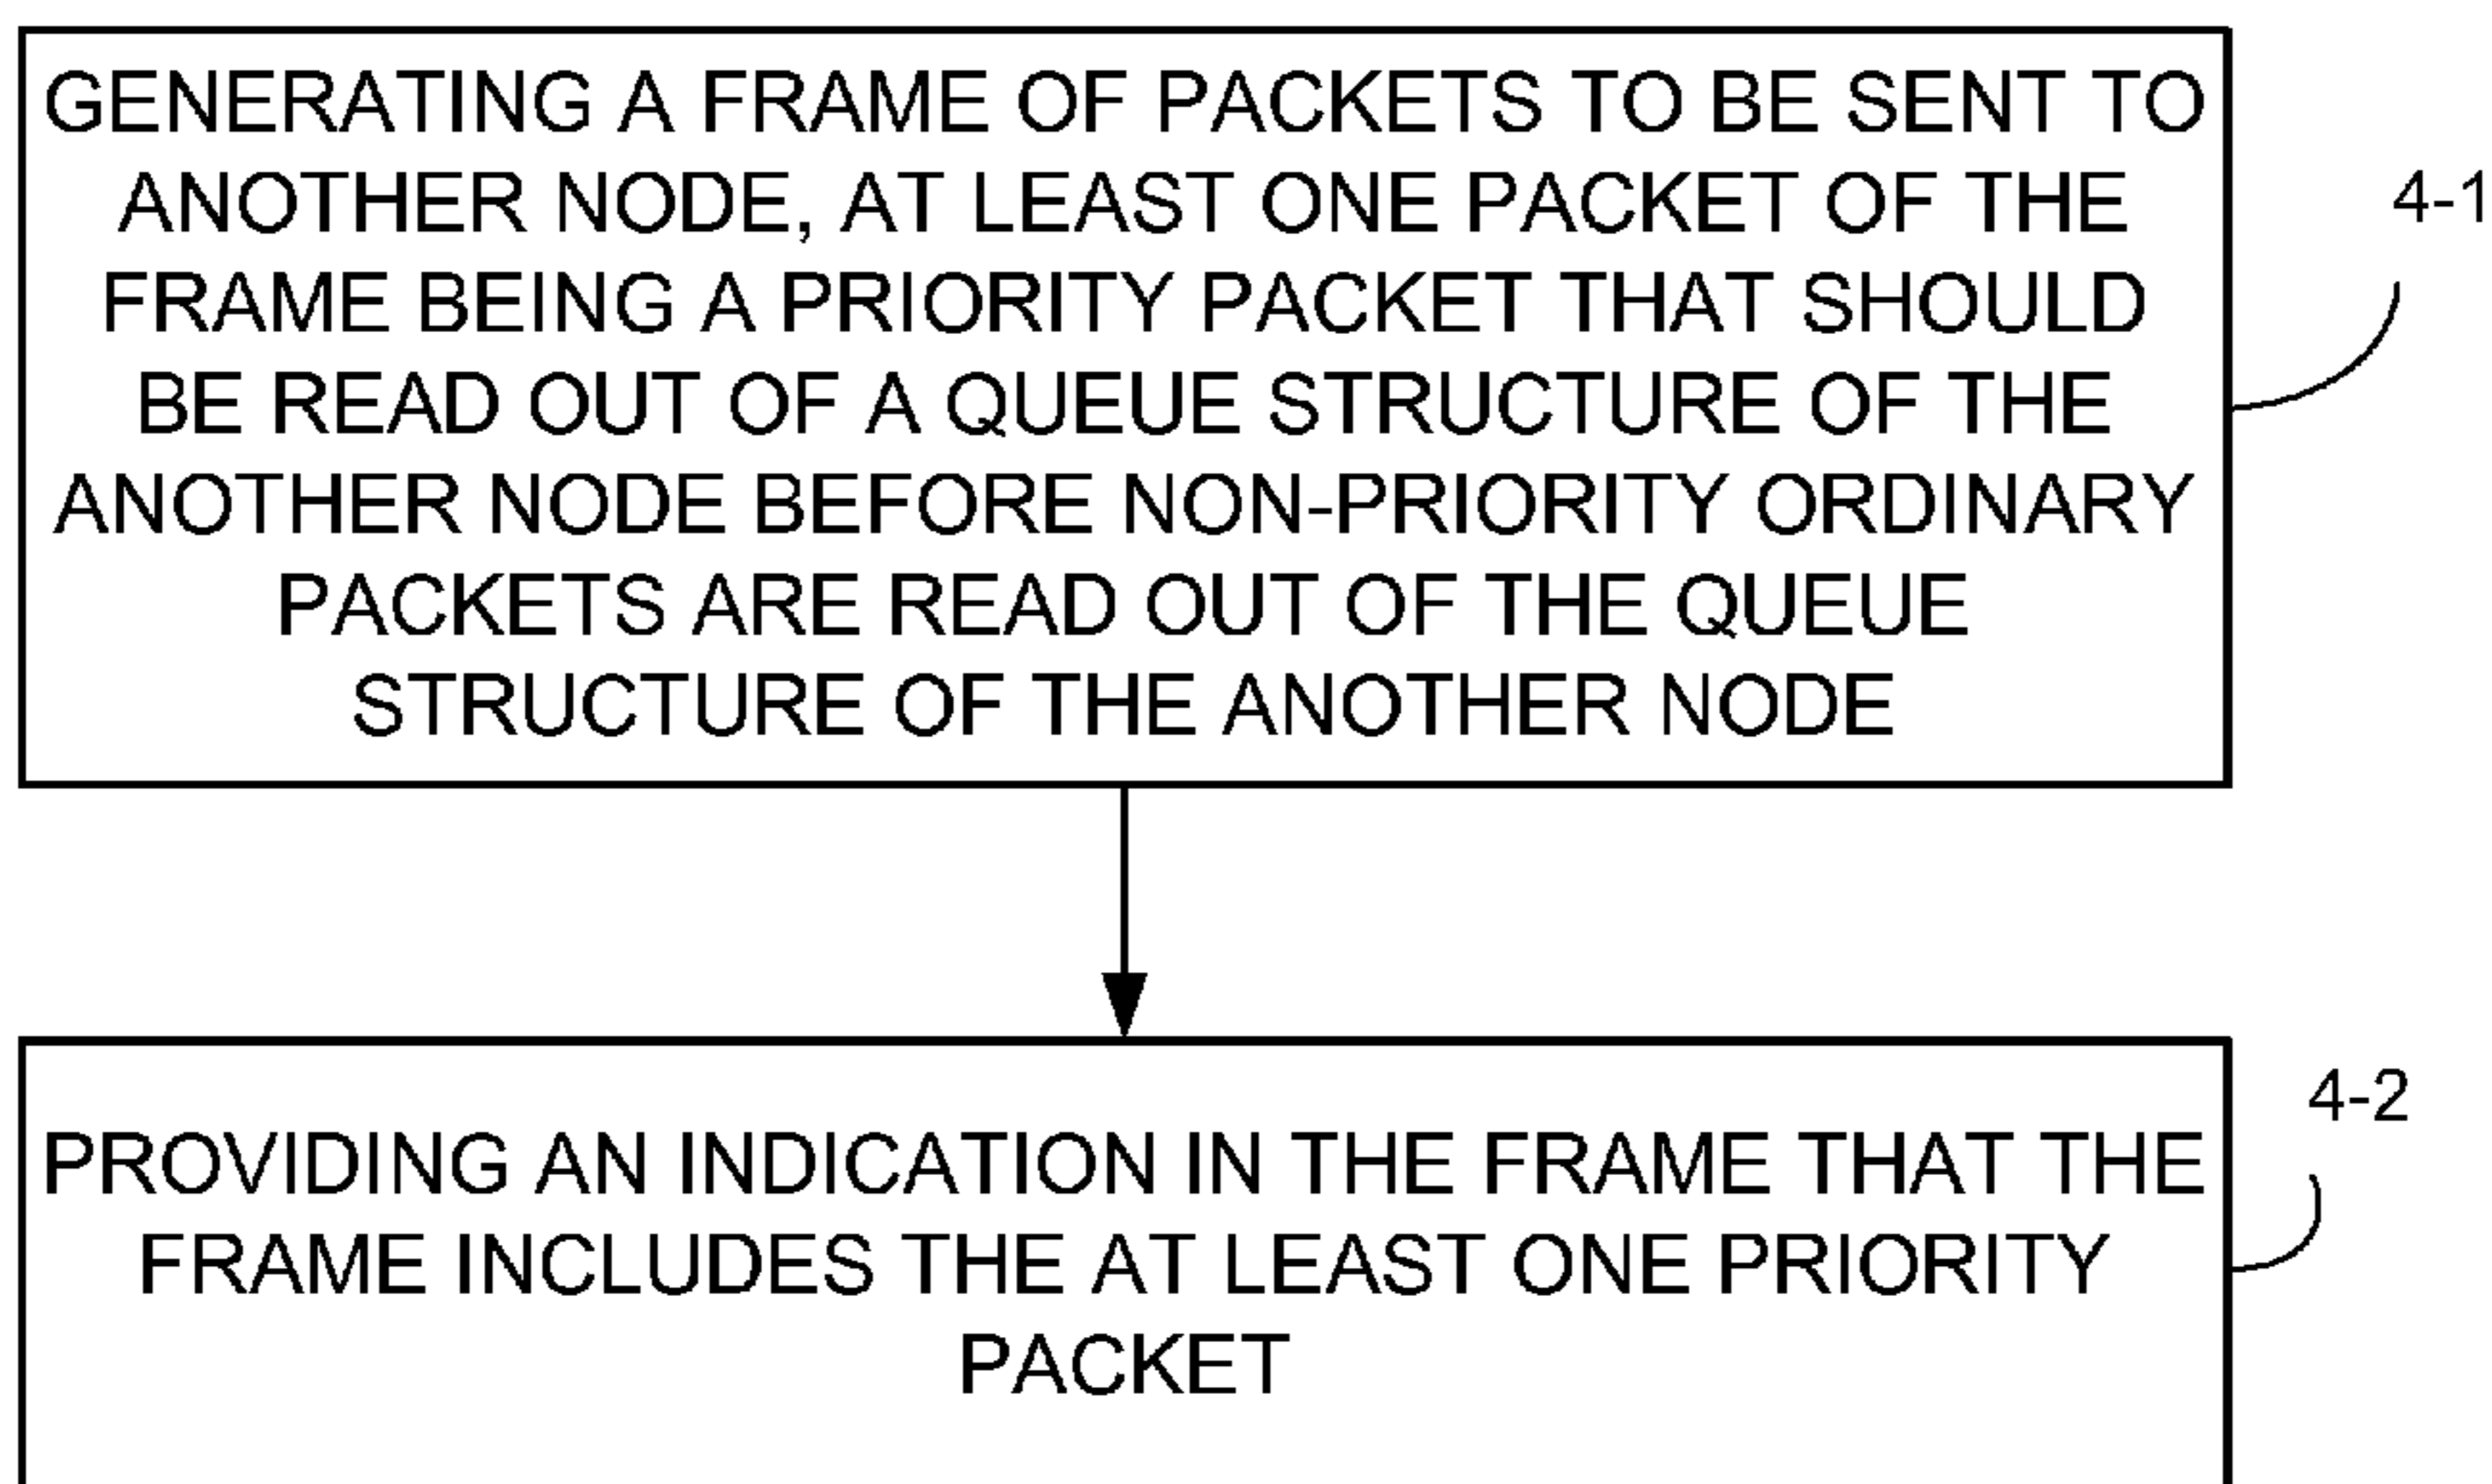 GENERATING A FRAME OF PACKETS TO BE SENT TO
ANOTHER NODE, AT LEAST ONE PACKET OF THE
FRAME BEING A PRIORITY PACKET THAT SHOULD
BE READ OUT OF A QUEUE STRUCTURE OF THE
ANOTHER NODE BEFORE NON-PRIORITY ORDINARY
PACKETS ARE READ OUT OF THE QUEUE
STRUCTURE OF THE ANOTHER NODE
4-1
PROVIDING AN INDICATION IN THE FRAME THAT THE
FRAME INCLUDES THE AT LEAST ONE PRIORITY
PACKET
4-2